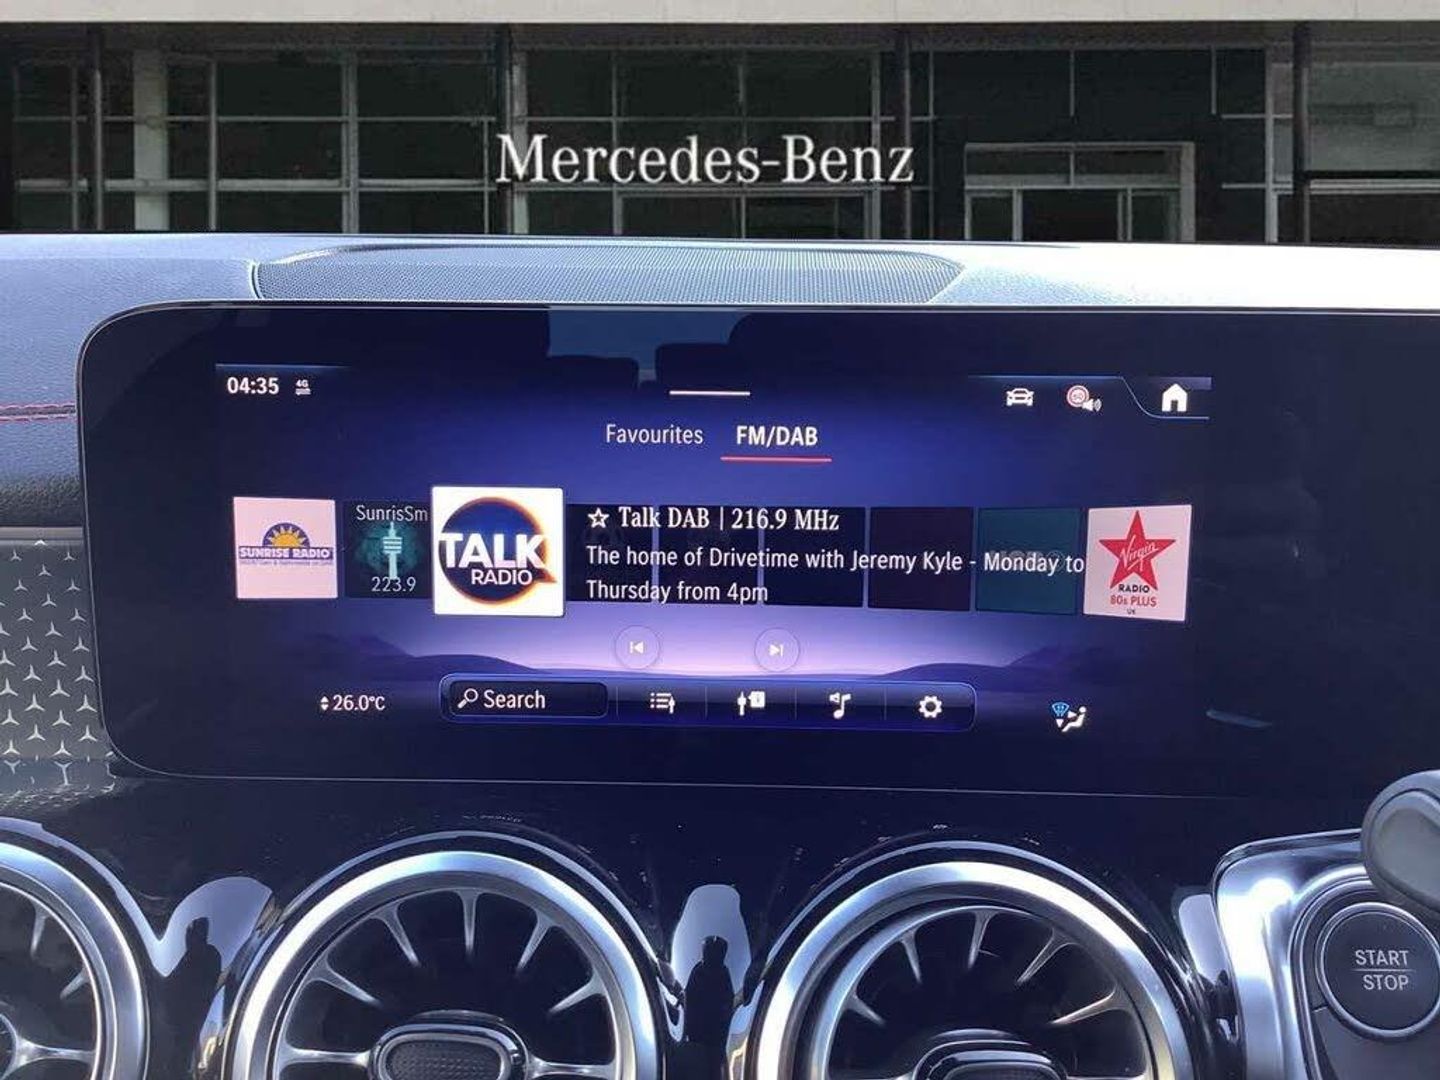 Mercedes-Benz
04:35 4G
Favourites FM/DAB
SUNRISE RADIO
SunrisSm
223.9
TALK
RADIO
Talk DAB | 216.9 MHz
The home of Drivetime with Jeremy Kyle - Monday to
Thursday from 4pm
Virgin
RADIO
80s PLUS
UK
26.0°C
Search
START
STOP